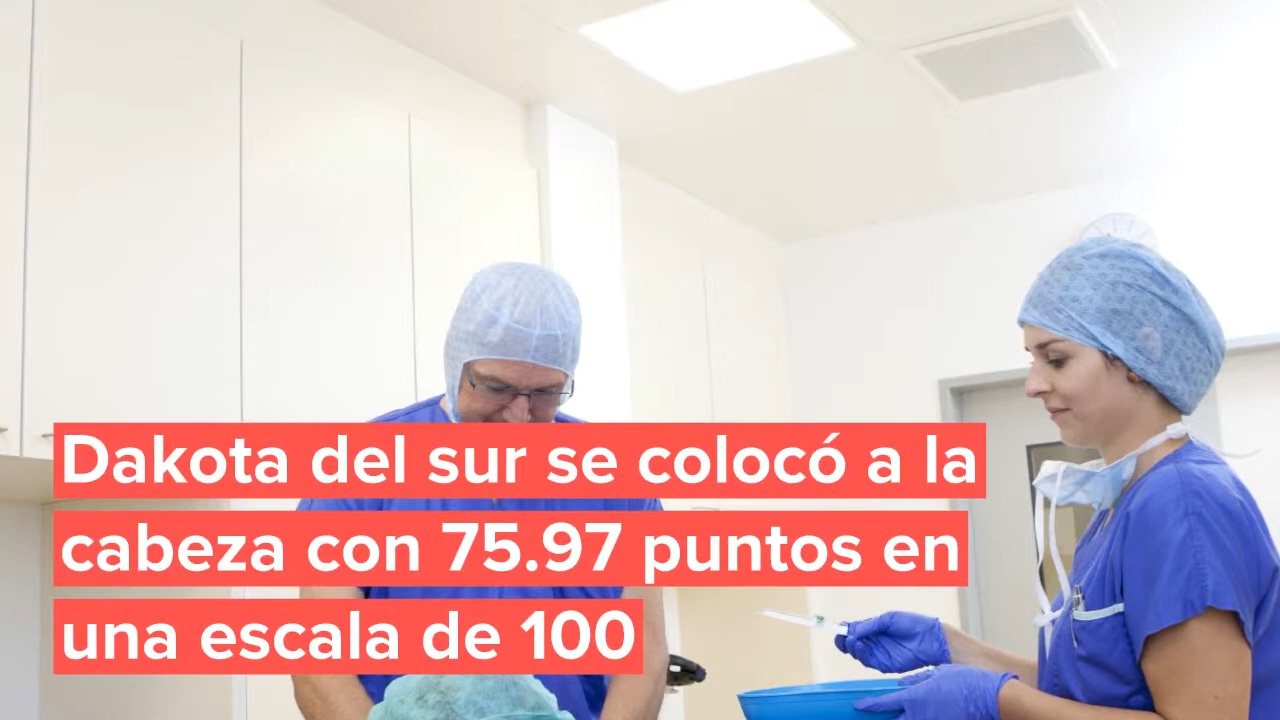 Dakota del sur se colocó a la
cabeza con 75.97 puntos en
una escala de 100